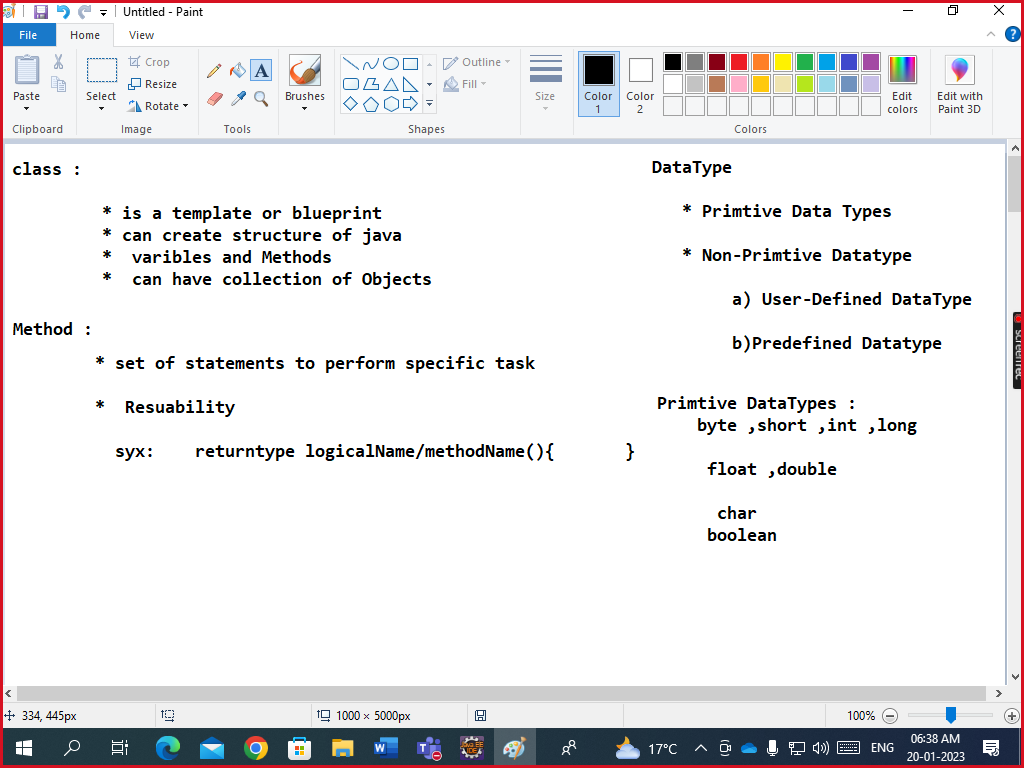 Untitled - Paint
File Home View
Paste
Clipboard
Select
Crop
Resize
Rotate
Image
Tools
Brushes
Shapes
Outline
Fill
Size
Color
1
Color
2
Colors
Edit
colors
Edit with
Paint 3D
class :
* is a template or blueprint
* can create structure of java
* varibles and Methods
* can have collection of Objects
Method :
* set of statements to perform specific task
* Resuability
syx: returntype logicalName/methodName(){ }
DataType
* Primtive Data Types
* Non-Primtive Datatype
a) User-Defined DataType
b)Predefined Datatype
Primtive DataTypes :
byte ,short ,int ,long
float ,double
char
boolean
334, 445px
1000 × 5000px
100%
17°C
ENG
06:38 AM
20-01-2023